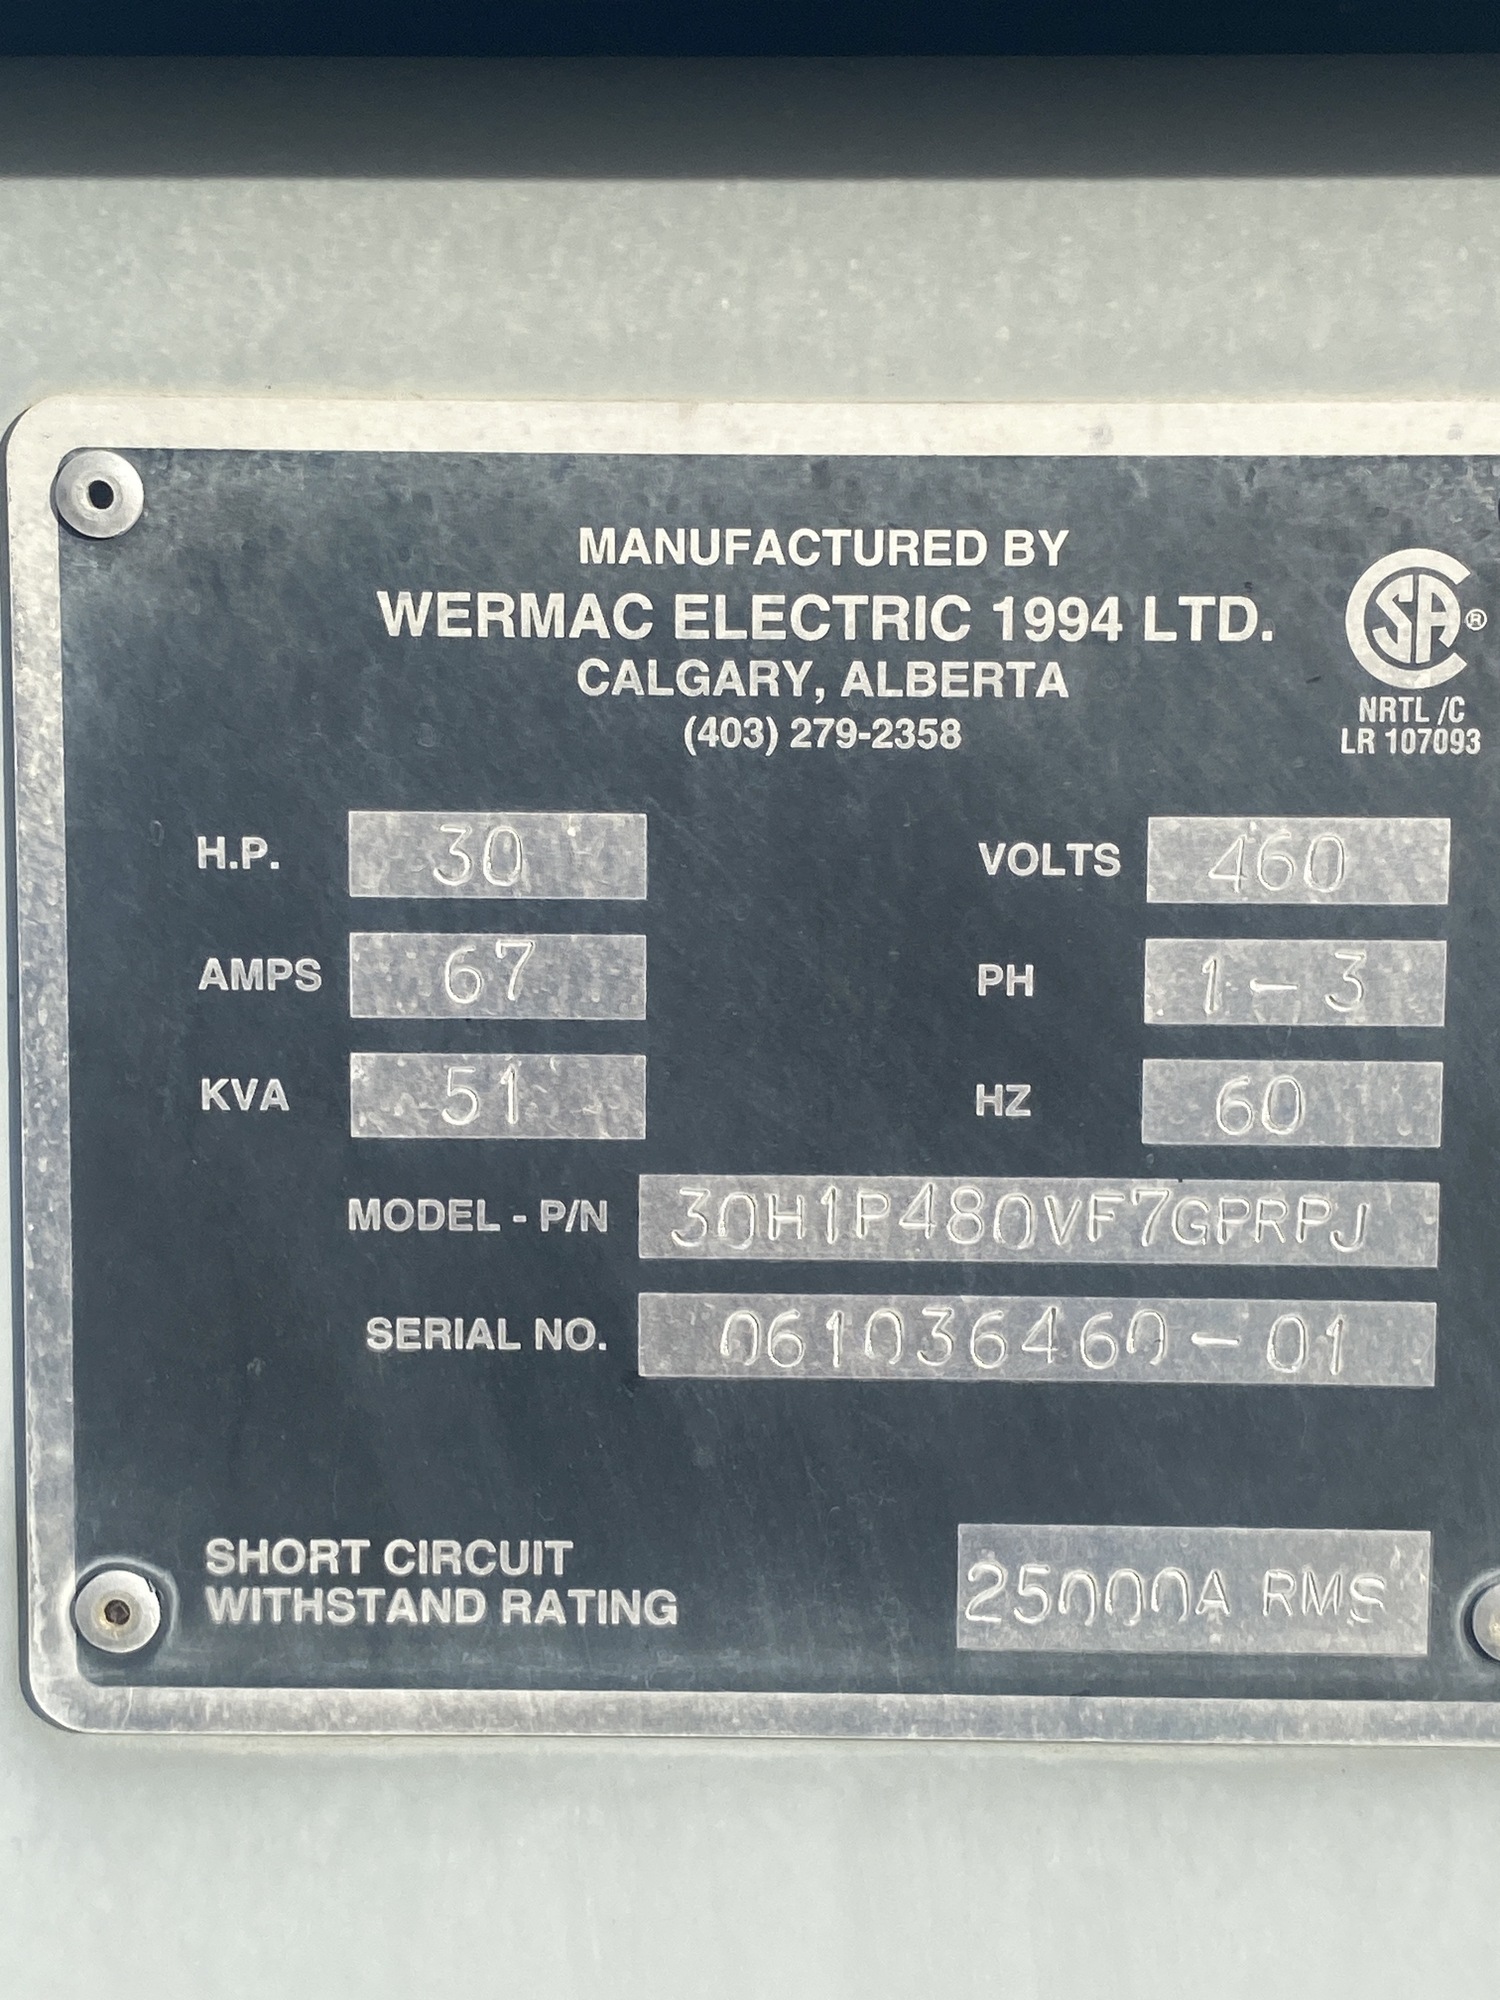 MANUFACTURED BY
WERMAC ELECTRIC 1994 LTD.
CALGARY, ALBERTA
(403) 279-2358
CSA®
NRTL /C
LR 107093
H.P. 30 VOLTS 460
AMPS 67 PH 1-3
KVA 51 HZ 60
MODEL - P/N 30H1P480VF7GPRPJ
SERIAL NO. 061036460-01
SHORT CIRCUIT
WITHSTAND RATING 25000A RMS